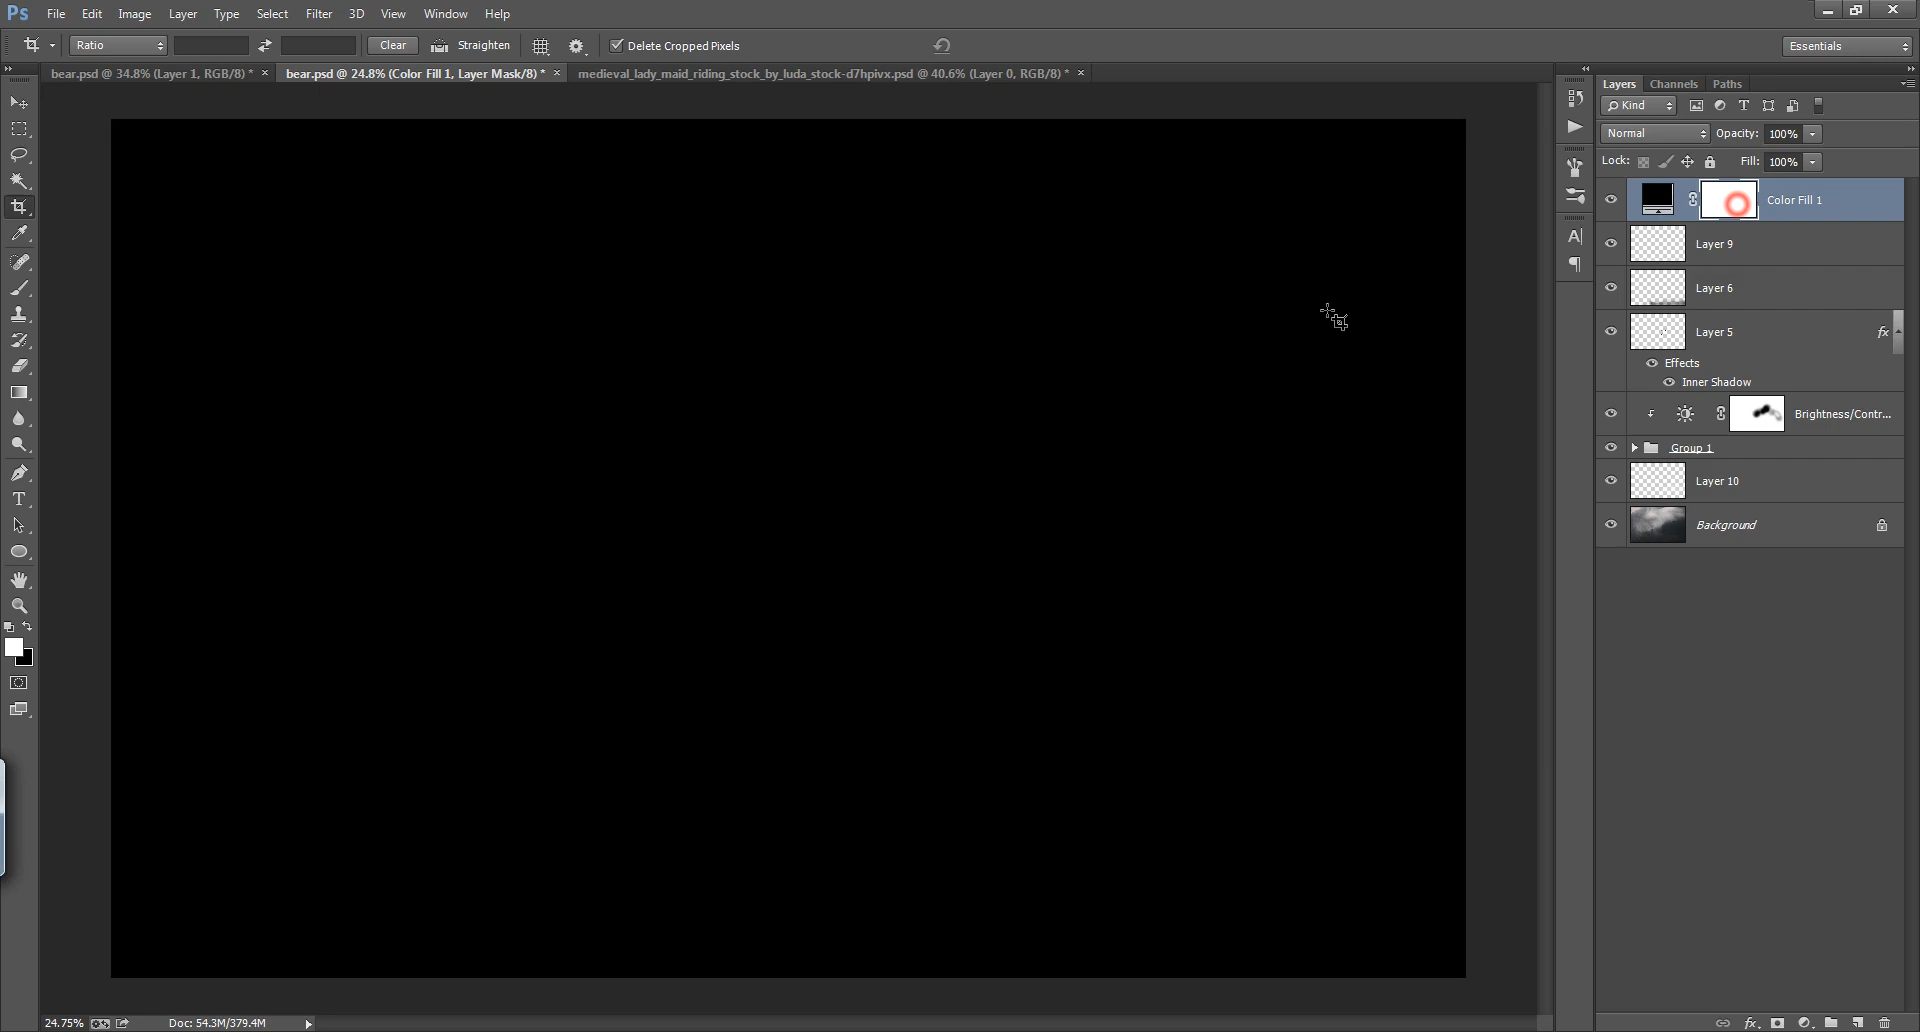 Ps File Edit Image Layer Type Select Filter 3D View Window Help
Ratio Clear Straighten Delete Cropped Pixels Essentials
bear.psd @ 34.8% (Layer 1, RGB/8) * × bear.psd @ 24.8% (Color Fill 1, Layer Mask/8) * × medieval_lady_maid_riding_stock_by_luda_stock-d7hpivx.psd @ 40.6% (Layer 0, RGB/8) * ×
Layers Channels Paths
Kind
Normal Opacity: 100%
Lock: Fill: 100%
Color Fill 1
Layer 9
Layer 6
Layer 5 fx
Effects
Inner Shadow
Brightness/Contr...
Group 1
Layer 10
Background
24.75% Doc: 54.3M/379.4M